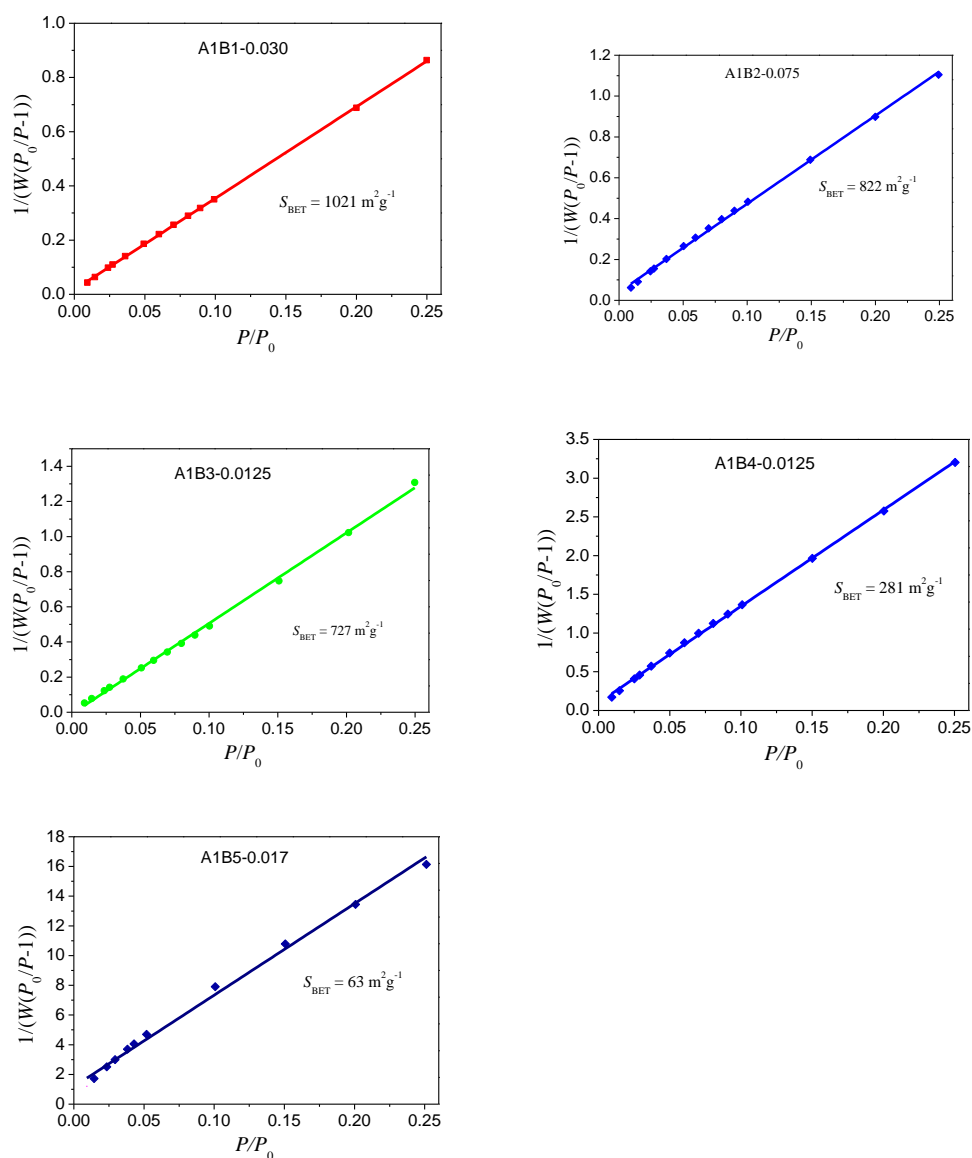 A1B1-0.030
1/(W(P0/P-1))
1.0
0.8
0.6
0.4
0.2
0.0
SBET = 1021 m2g-1
0.00 0.05 0.10 0.15 0.20 0.25
P/P0
A1B2-0.075
1/(W(P0/P-1))
1.2
1.0
0.8
0.6
0.4
0.2
0.0
SBET = 822 m2g-1
0.00 0.05 0.10 0.15 0.20 0.25
P/P0
A1B3-0.0125
1/(W(P0/P-1))
1.4
1.2
1.0
0.8
0.6
0.4
0.2
0.0
SBET = 727 m2g-1
0.00 0.05 0.10 0.15 0.20 0.25
P/P0
A1B4-0.0125
1/(W(P0/P-1))
3.5
3.0
2.5
2.0
1.5
1.0
0.5
0.0
SBET = 281 m2g-1
0.00 0.05 0.10 0.15 0.20 0.25
P/P0
A1B5-0.017
1/(W(P0/P-1))
18
16
14
12
10
8
6
4
2
0
SBET = 63 m2g-1
0.00 0.05 0.10 0.15 0.20 0.25
P/P0